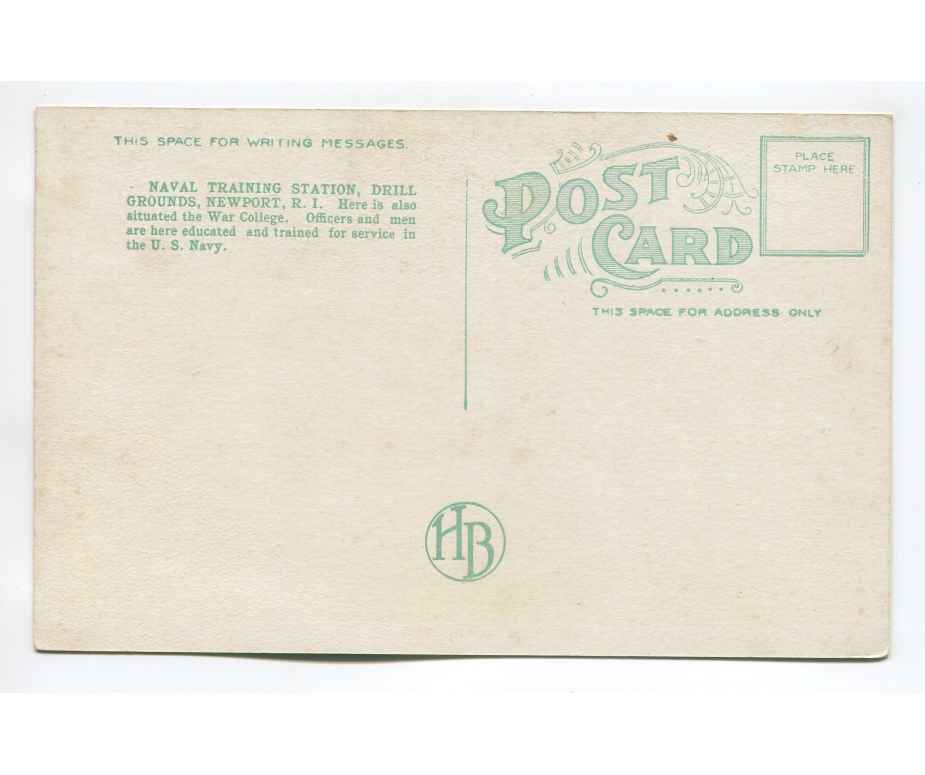 THIS SPACE FOR WRITING MESSAGES.
NAVAL TRAINING STATION, DRILL
GROUNDS, NEWPORT, R. I. Here is also
situated the War College. Officers and men
are here educated and trained for service in
the U. S. Navy.
POST
CARD
PLACE
STAMP HERE
THIS SPACE FOR ADDRESS ONLY
HB